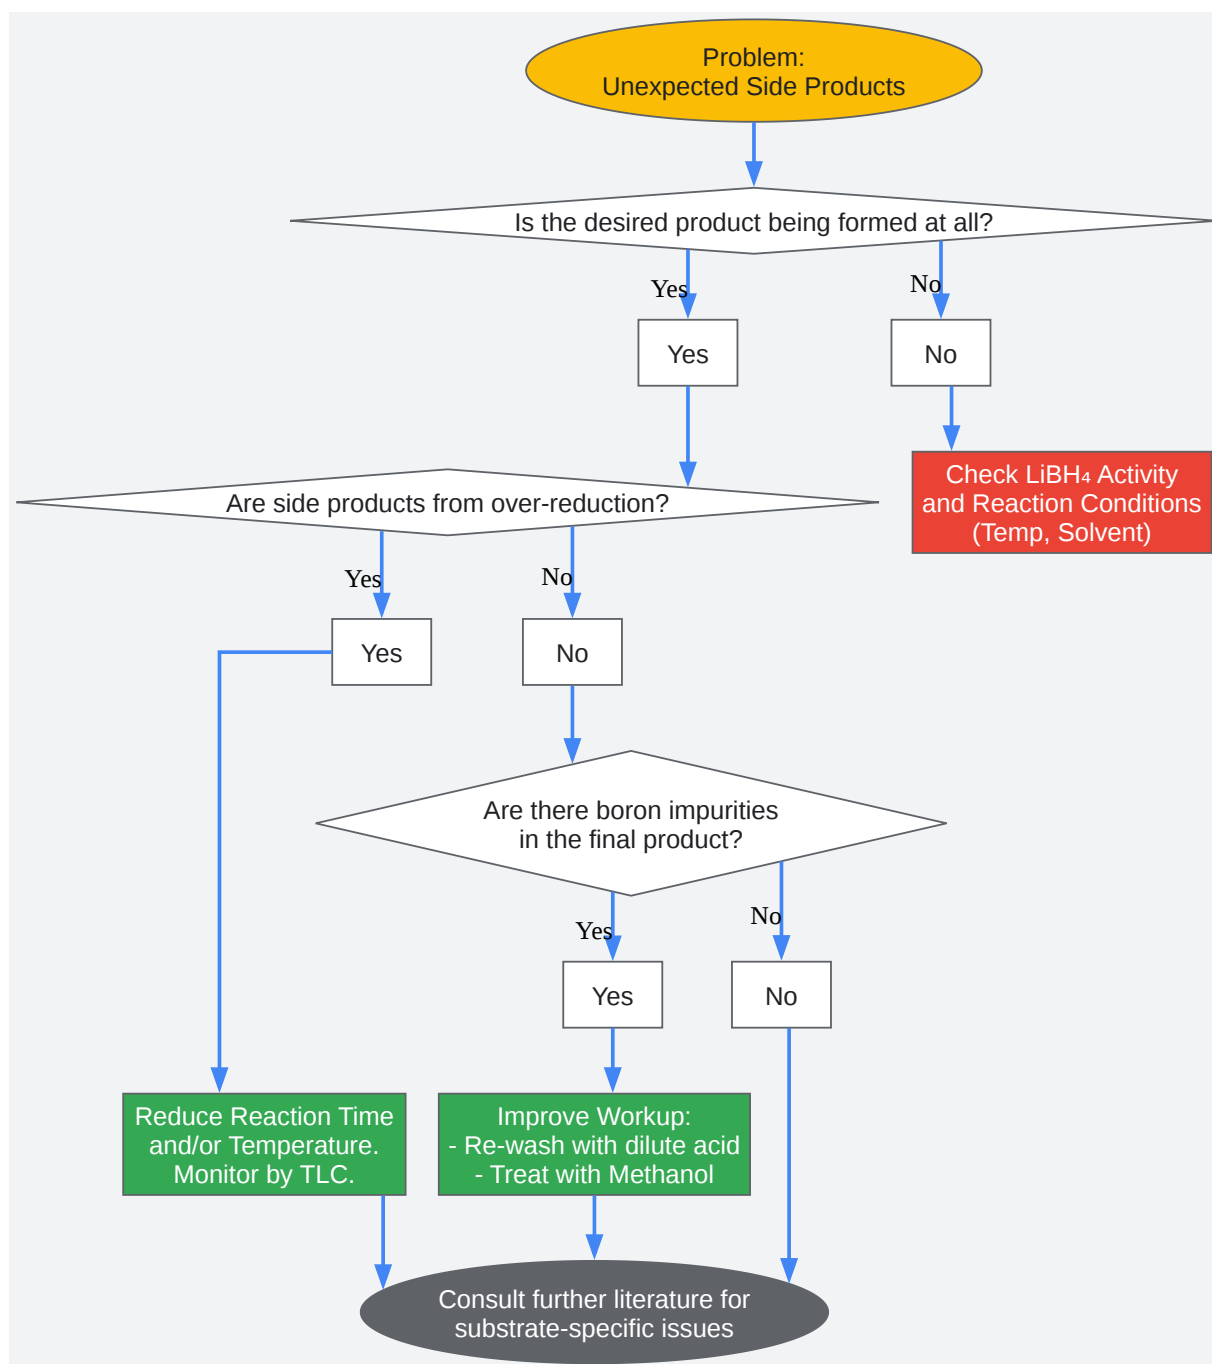 Problem:
Unexpected Side Products
Is the desired product being formed at all?
Yes
No
Yes
No
Check LiBH₄ Activity
and Reaction Conditions
(Temp, Solvent)
Are side products from over-reduction?
Yes
No
Yes
No
Are there boron impurities
in the final product?
Yes
No
Yes
No
Reduce Reaction Time
and/or Temperature.
Monitor by TLC.
Improve Workup:
- Re-wash with dilute acid
- Treat with Methanol
Consult further literature for
substrate-specific issues